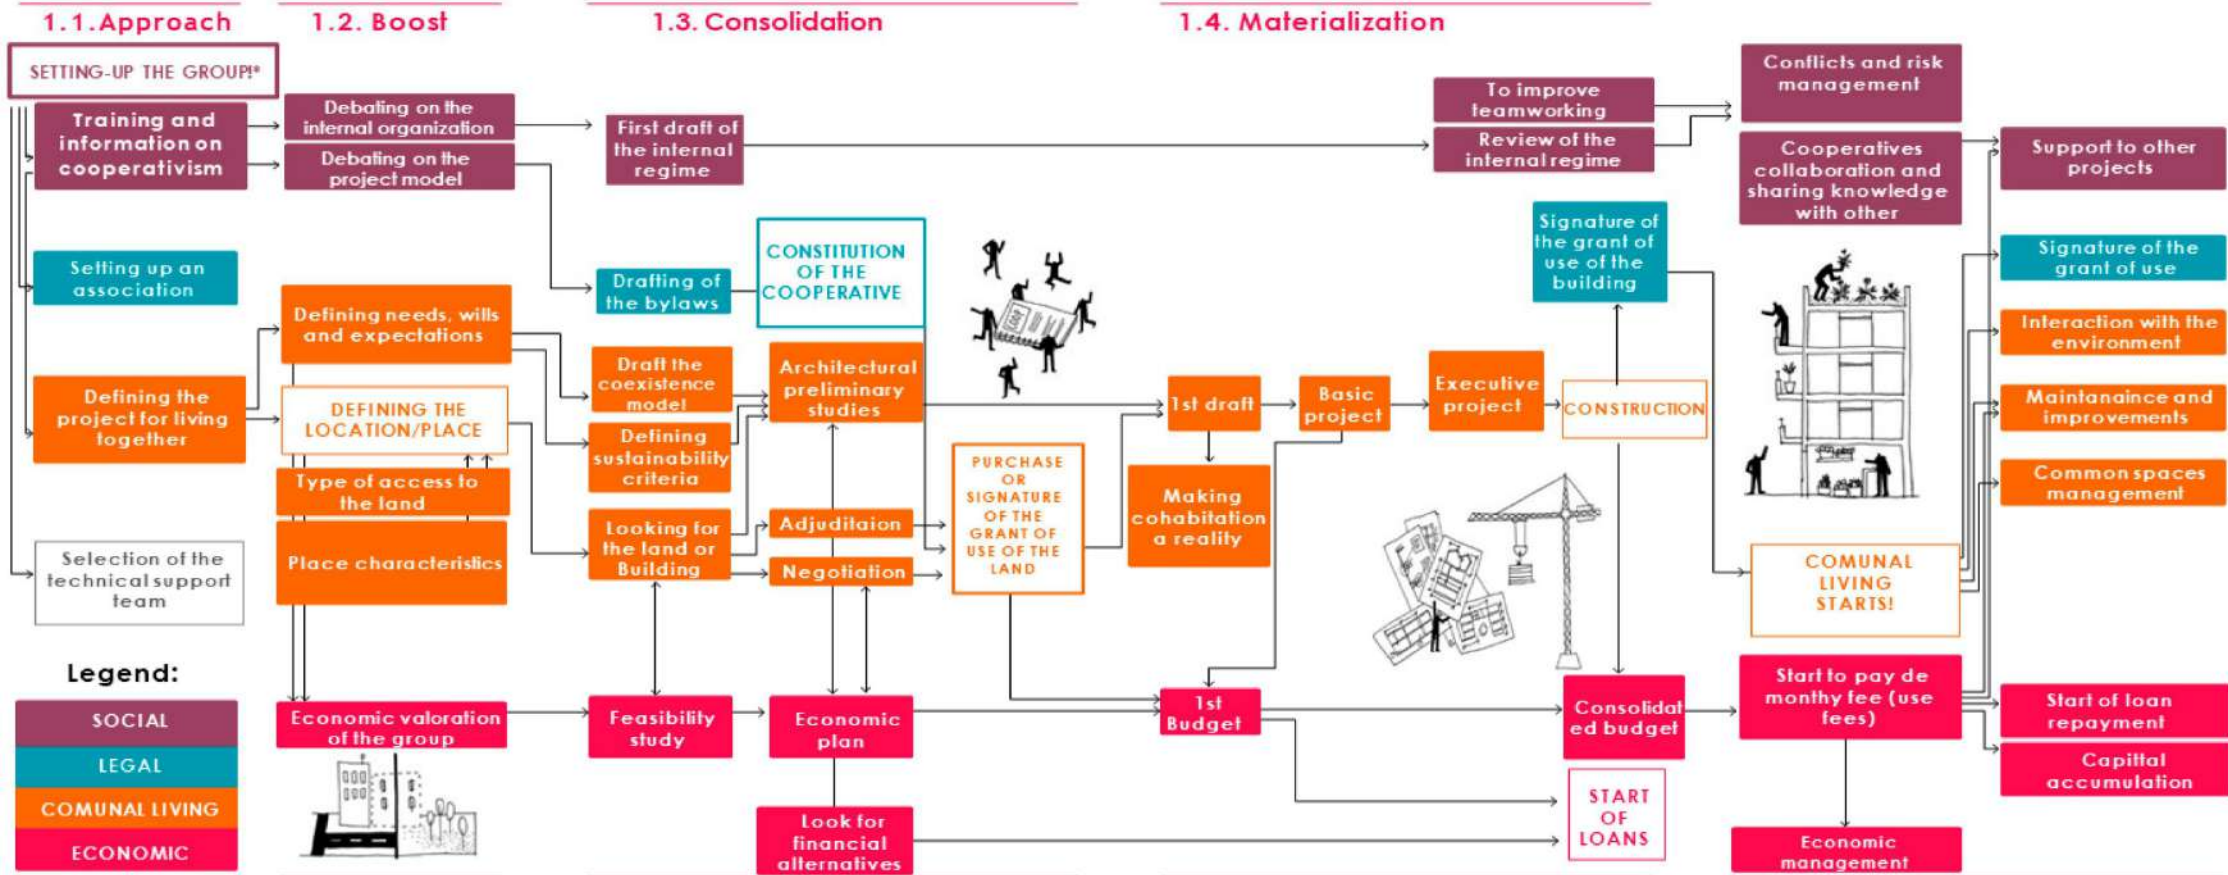 1.1.Approach
1.2. Boost
1.3. Consolidation
1.4. Materialization
SETTING-UP THE GROUP!*
Training and
information on
cooperativism
Setting up an
association
Defining the
project for living
together
Selection of the
technical support
team
Debating on the
internal organization
Debating on the
project model
Defining needs, wills
and expectations
DEFINING THE
LOCATION/PLACE
Type of access to
the land
Place characteristics
Economic valoration
of the group
First draft of
the internal
regime
Drafting of
the bylaws
CONSTITUTION
OF THE
COOPERATIVE
Draft the
coexistence
model
Defining
sustainability
criteria
Looking for
the land or
Building
Architectural
preliminary
studies
Adjuditaion
Negotiation
Feasibility
study
Economic
plan
Look for
financial
alternatives
PURCHASE
OR
SIGNATURE
OF THE
GRANT OF
USE OF THE
LAND
COOP
1st draft
Making
cohabitation
a reality
Basic
project
Executive
project
CONSTRUCTION
1st
Budget
To improve
teamworking
Review of the
internal regime
Signature of
the grant of
use of the
building
Consolidat
ed budget
START
OF
LOANS
Conflicts and risk
management
Cooperatives
collaboration and
sharing knowledge
with other
COMUNAL
LIVING
STARTS!
Start to pay de
monthy fee (use
fees)
Economic
management
Support to other
projects
Signature of the
grant of use
Interaction with the
environment
Maintanaince and
improvements
Common spaces
management
Start of loan
repayment
Capittal
accumulation
Legend:
SOCIAL
LEGAL
COMUNAL LIVING
ECONOMIC